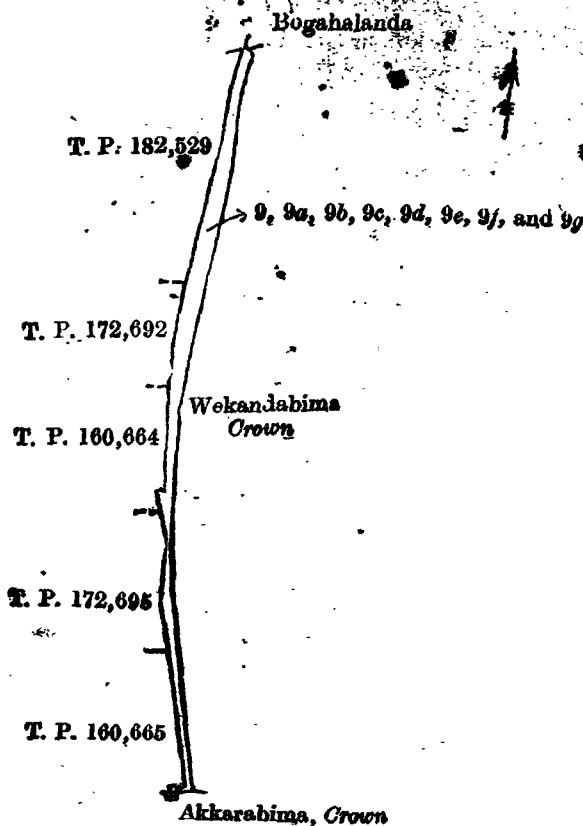 Bogahalanda
T. P. 182,529
9, 9a, 9b, 9c, 9d, 9e, 9f, and 9g
T. P. 172,692
Wekandabima
Crown
T. P. 160,664
T. P. 172,695
T. P. 160,665
Akkarabima, Crown